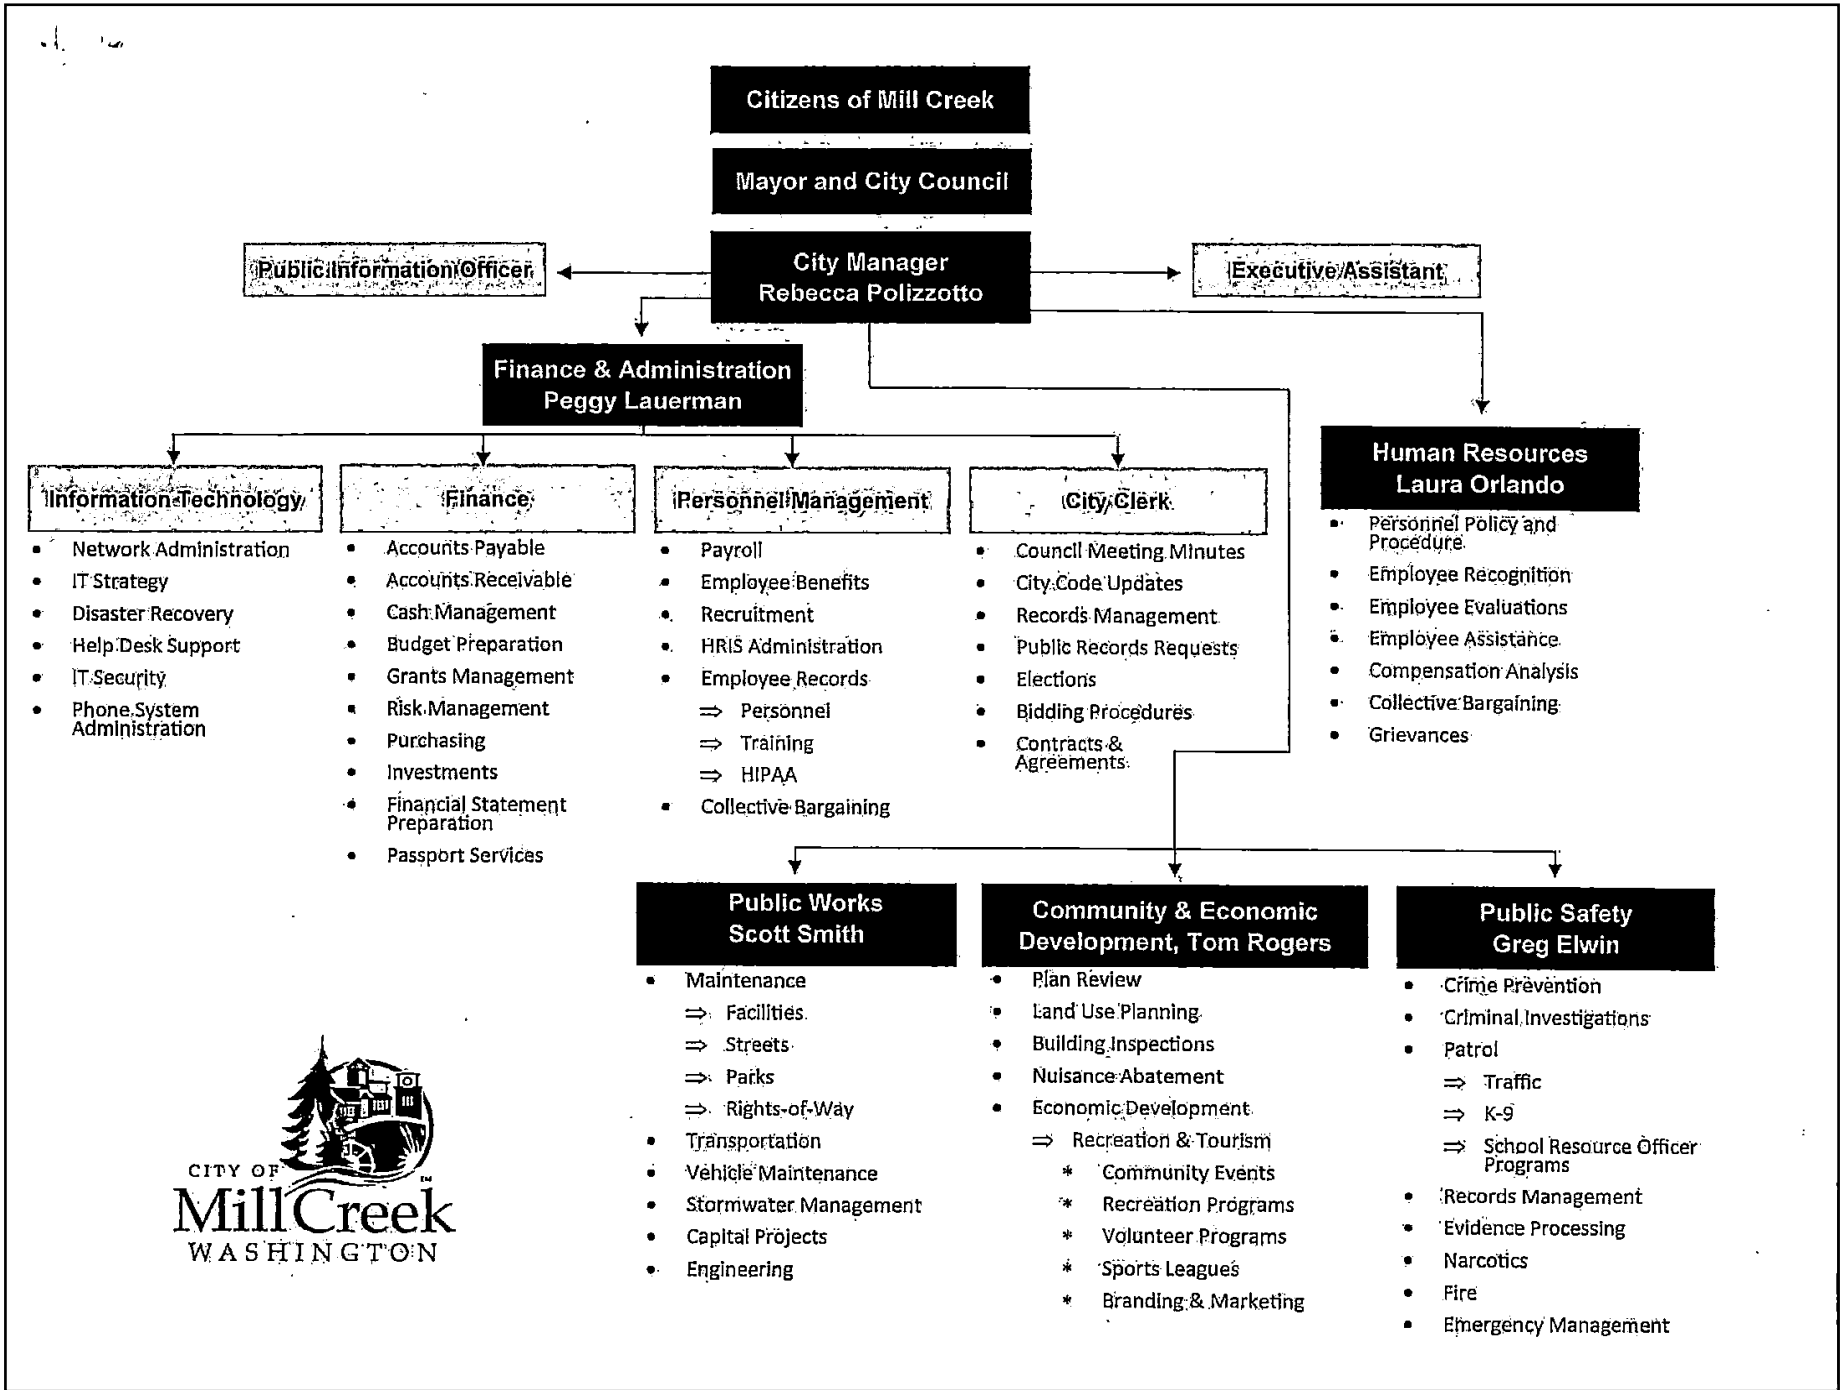 Citizens of Mill Creek
Mayor and City Council
City Manager
Rebecca Polizzotto
Public Information Officer
Executive Assistant
Finance & Administration
Peggy Lauerman
Human Resources
Laura Orlando
Information Technology
Network Administration
IT Strategy
Disaster Recovery
Help Desk Support
IT Security
Phone System
Administration
Finance
Accounts Payable
Accounts Receivable
Cash Management
Budget Preparation
Grants Management
Risk Management
Purchasing
Investments
Financial Statement
Preparation
Passport Services
Personnel Management
Payroll
Employee Benefits
Recruitment
HRIS Administration
Employee Records
⇒ Personnel
⇒ Training
⇒ HIPAA
Collective Bargaining
City Clerk
Council Meeting Minutes
City Code Updates
Records Management
Public Records Requests
Elections
Bidding Procedures
Contracts &
Agreements
Personnel Policy and
Procedure
Employee Recognition
Employee Evaluations
Employee Assistance
Compensation Analysis
Collective Bargaining
Grievances
Public Works
Scott Smith
Maintenance
⇒ Facilities
⇒ Streets
⇒ Parks
⇒ Rights-of-Way
Transportation
Vehicle Maintenance
Stormwater Management
Capital Projects
Engineering
Community & Economic
Development, Tom Rogers
Plan Review
Land Use Planning
Building Inspections
Nuisance Abatement
Economic Development
⇒ Recreation & Tourism
* Community Events
* Recreation Programs
* Volunteer Programs
* Sports Leagues
* Branding & Marketing
Public Safety
Greg Elwin
Crime Prevention
Criminal Investigations
Patrol
⇒ Traffic
⇒ K-9
⇒ School Resource Officer
Programs
Records Management
Evidence Processing
Narcotics
Fire
Emergency Management
CITY OF
Mill Creek
WASHINGTON